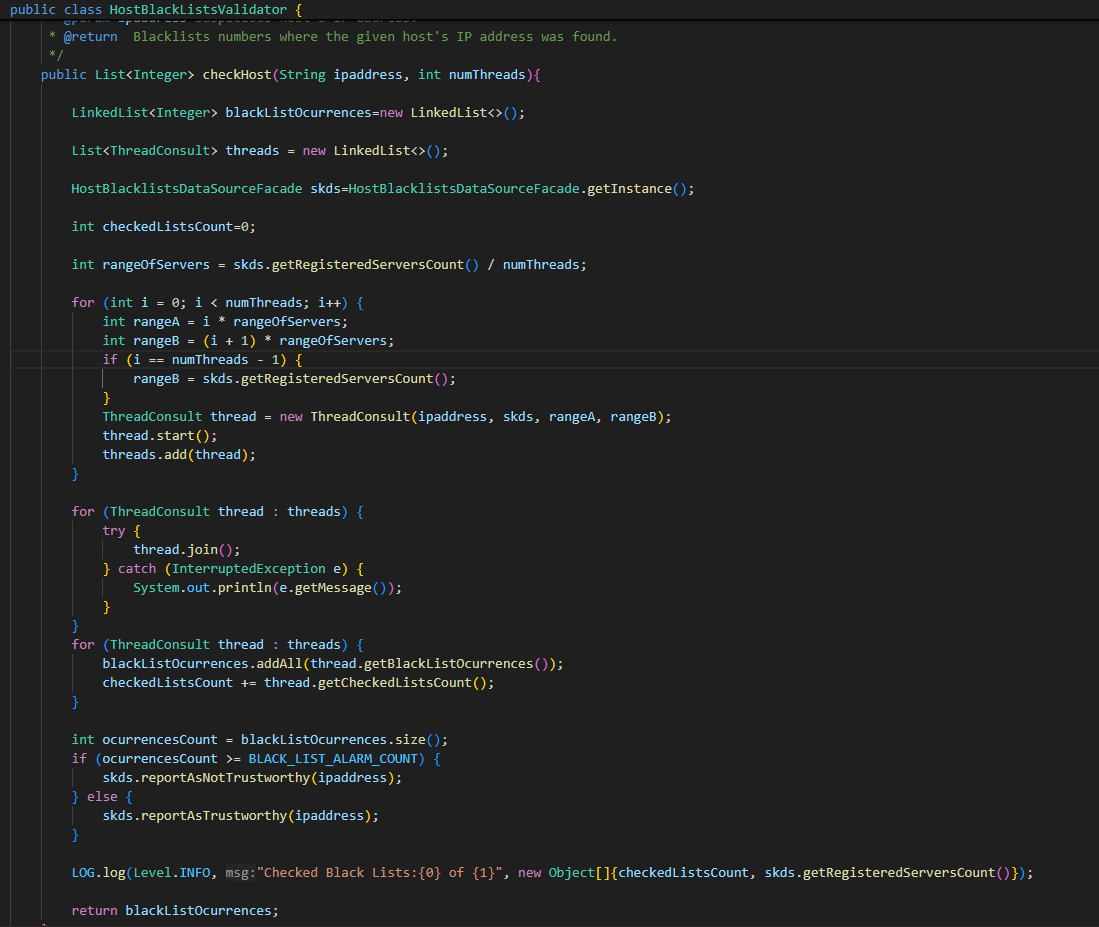 public class HostBlackListsValidator {
* @return  Blacklists numbers where the given host's IP address was found.
*/
public List<Integer> checkHost(String ipaddress, int numThreads){
LinkedList<Integer> blackListOcurrences=new LinkedList<>();
List<ThreadConsult> threads = new LinkedList<>();
HostBlacklistsDataSourceFacade skds=HostBlacklistsDataSourceFacade.getInstance();
int checkedListsCount=0;
int rangeOfServers = skds.getRegisteredServersCount() / numThreads;
for (int i = 0; i < numThreads; i++) {
int rangeA = i * rangeOfServers;
int rangeB = (i + 1) * rangeOfServers;
if (i == numThreads - 1) {
rangeB = skds.getRegisteredServersCount();
}
ThreadConsult thread = new ThreadConsult(ipaddress, skds, rangeA, rangeB);
thread.start();
threads.add(thread);
}
for (ThreadConsult thread : threads) {
try {
thread.join();
} catch (InterruptedException e) {
System.out.println(e.getMessage());
}
}
for (ThreadConsult thread : threads) {
blackListOcurrences.addAll(thread.getBlackListOcurrences());
checkedListsCount += thread.getCheckedListsCount();
}
int ocurrencesCount = blackListOcurrences.size();
if (ocurrencesCount >= BLACK_LIST_ALARM_COUNT) {
skds.reportAsNotTrustworthy(ipaddress);
} else {
skds.reportAsTrustworthy(ipaddress);
}
LOG.log(Level.INFO, msg:"Checked Black Lists:{0} of {1}", new Object[]{checkedListsCount, skds.getRegisteredServersCount()});
return blackListOcurrences;